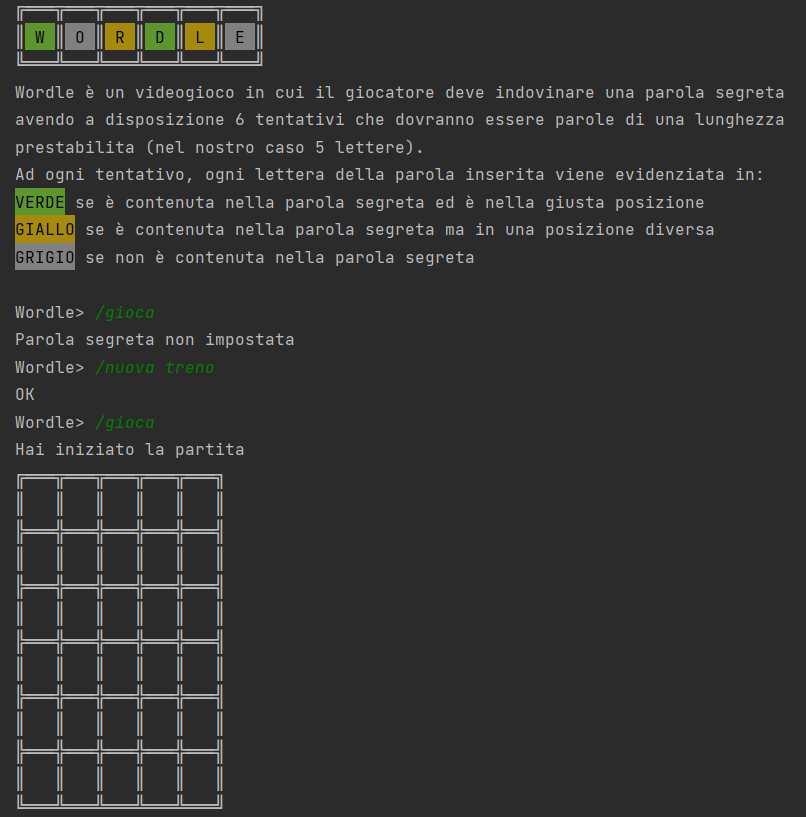 W O R D L E
Wordle è un videogioco in cui il giocatore deve indovinare una parola segreta
avendo a disposizione 6 tentativi che dovranno essere parole di una lunghezza
prestabilita (nel nostro caso 5 lettere).
Ad ogni tentativo, ogni lettera della parola inserita viene evidenziata in:
VERDE se è contenuta nella parola segreta ed è nella giusta posizione
GIALLO se è contenuta nella parola segreta ma in una posizione diversa
GRIGIO se non è contenuta nella parola segreta
Wordle> /gioca
Parola segreta non impostata
Wordle> /nuova treno
OK
Wordle> /gioca
Hai iniziato la partita